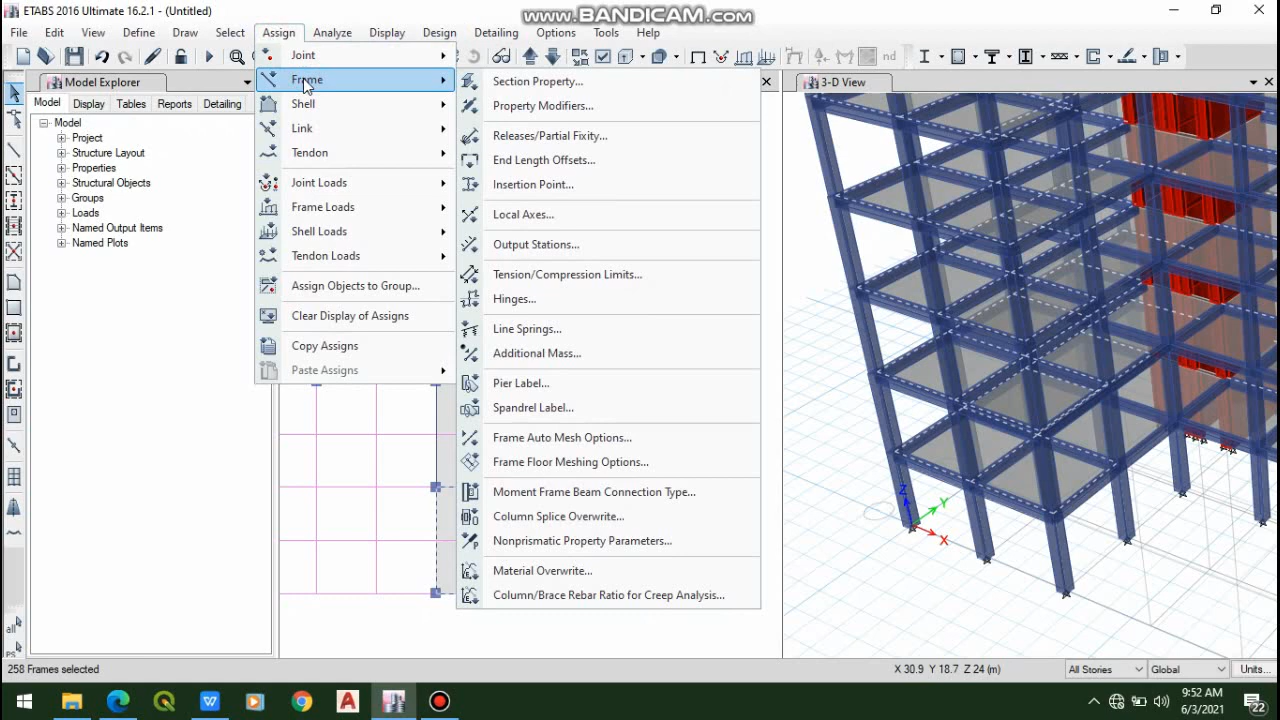 ETABS 2016 Ultimate 16.2.1 - (Untitled)
www.BANDICAM.com
File Edit View Define Draw Select Assign Analyze Display Design Detailing Options Tools Help
nd
Model Explorer
Model Display Tables Reports Detailing
Model
Project
Structure Layout
Properties
Structural Objects
Groups
Loads
Named Output Items
Named Plots
Joint
Frame
Shell
Link
Tendon
Joint Loads
Frame Loads
Shell Loads
Tendon Loads
Assign Objects to Group...
Clear Display of Assigns
Copy Assigns
Paste Assigns
Section Property...
Property Modifiers...
Releases/Partial Fixity...
End Length Offsets...
Insertion Point...
Local Axes...
Output Stations...
Tension/Compression Limits...
Hinges...
Line Springs...
Additional Mass...
Pier Label...
Spandrel Label...
Frame Auto Mesh Options...
Frame Floor Meshing Options...
Moment Frame Beam Connection Type...
Column Splice Overwrite...
Nonprismatic Property Parameters...
Material Overwrite...
Column/Brace Rebar Ratio for Creep Analysis...
3-D View
Z
Y
X
all
PS
258 Frames selected
X 30.9 Y 18.7 Z 24 (m)
All Stories
Global
Units...
9:52 AM
6/3/2021
22